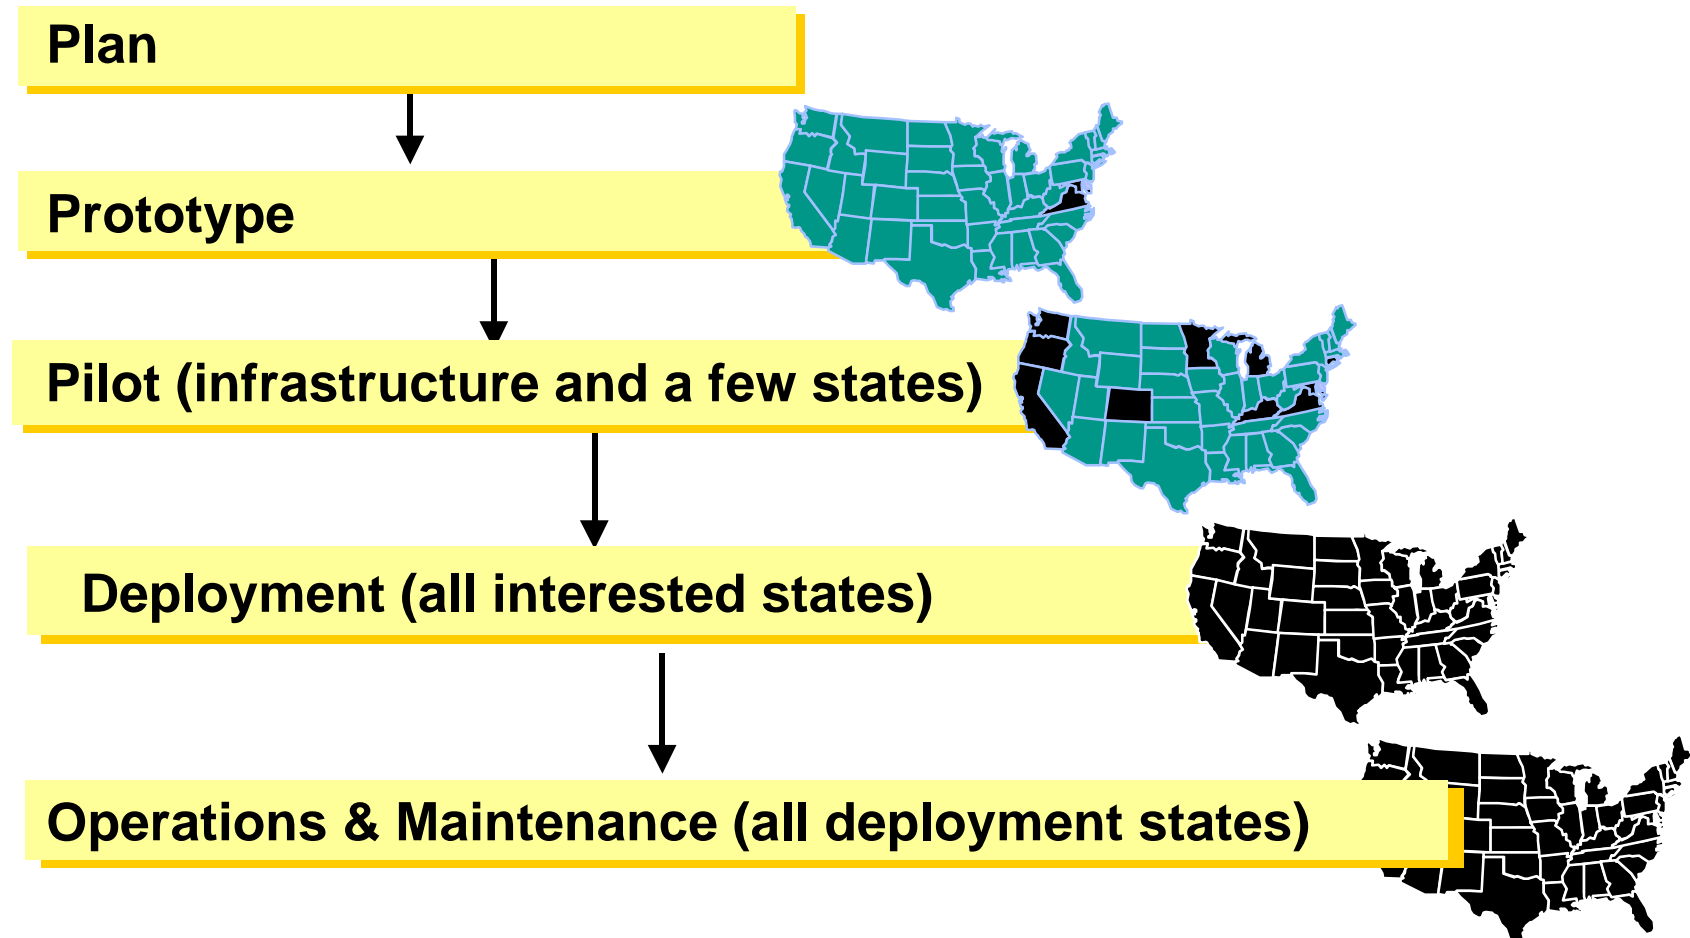 Plan
Prototype
Pilot (infrastructure and a few states)
Deployment (all interested states)
Operations & Maintenance (all deployment states)